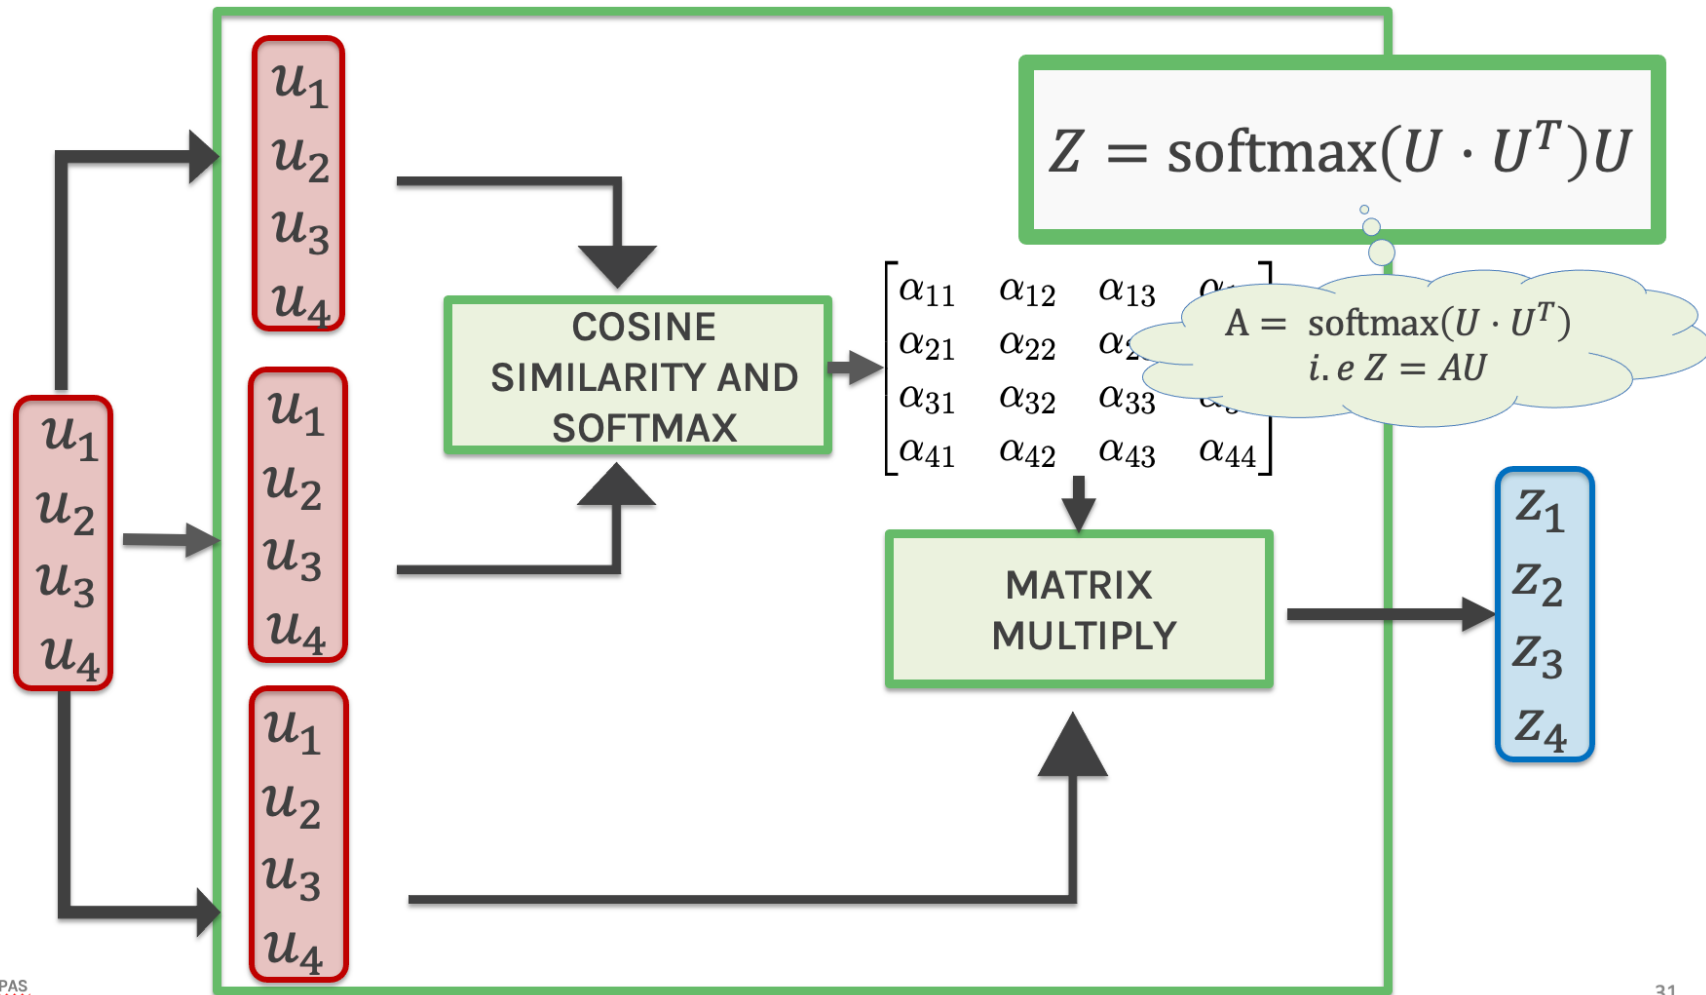 u₁
u₂
u₃
u₄
u₁
u₂
u₃
u₄
u₁
u₂
u₃
u₄
u₁
u₂
u₃
u₄
COSINE
SIMILARITY AND
SOFTMAX
Z = softmax(U · Uᵀ)U
α₁₁ α₁₂ α₁₃
α₂₁ α₂₂
α₃₁ α₃₂ α₃₃
α₄₁ α₄₂ α₄₃ α₄₄
A = softmax(U · Uᵀ)
i.e Z = AU
MATRIX
MULTIPLY
z₁
z₂
z₃
z₄
PAS
31